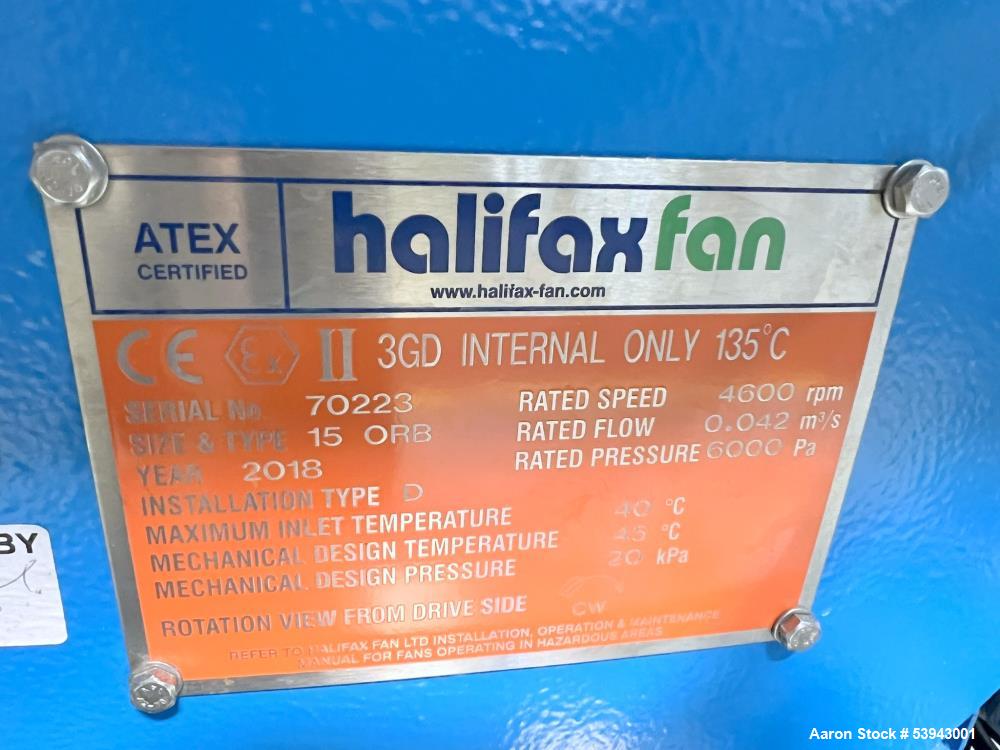 ATEX
CERTIFIED
halifax fan
www.halifax-fan.com
CE Ex II 3GD INTERNAL ONLY 135°C
SERIAL No. 70223
RATED SPEED 4600 rpm
SIZE & TYPE 15 ORB
RATED FLOW 0.042 m³/s
YEAR 2018
RATED PRESSURE 6000 Pa
INSTALLATION TYPE D
MAXIMUM INLET TEMPERATURE 40 °C
MECHANICAL DESIGN TEMPERATURE 45 °C
MECHANICAL DESIGN PRESSURE 20 kPa
ROTATION VIEW FROM DRIVE SIDE CW
REFER TO HALIFAX FAN LTD INSTALLATION, OPERATION & MAINTENANCE
MANUAL FOR FANS OPERATING IN HAZARDOUS AREAS
BY
Aaron Stock # 53943001